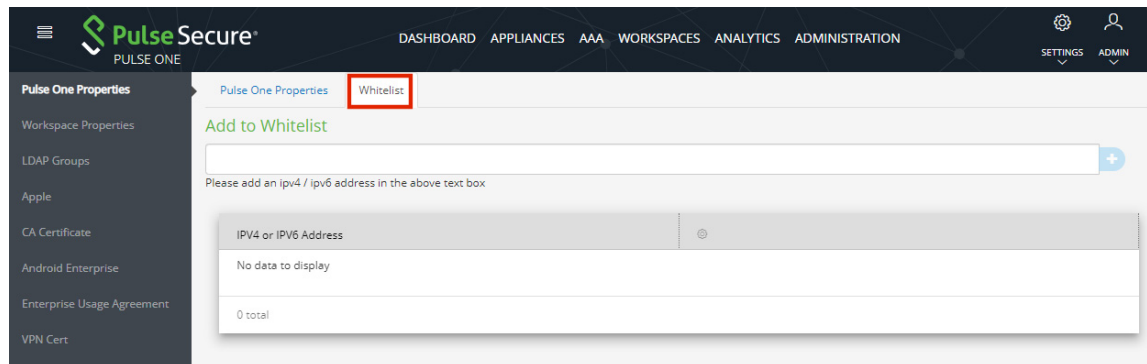 Pulse Secure®
PULSE ONE
DASHBOARD APPLIANCES AAA WORKSPACES ANALYTICS ADMINISTRATION
SETTINGS
ADMIN
Pulse One Properties
Workspace Properties
LDAP Groups
Apple
CA Certificate
Android Enterprise
Enterprise Usage Agreement
VPN Cert
Pulse One Properties
Whitelist
Add to Whitelist
Please add an ipv4 / ipv6 address in the above text box
IPV4 or IPV6 Address
No data to display
0 total